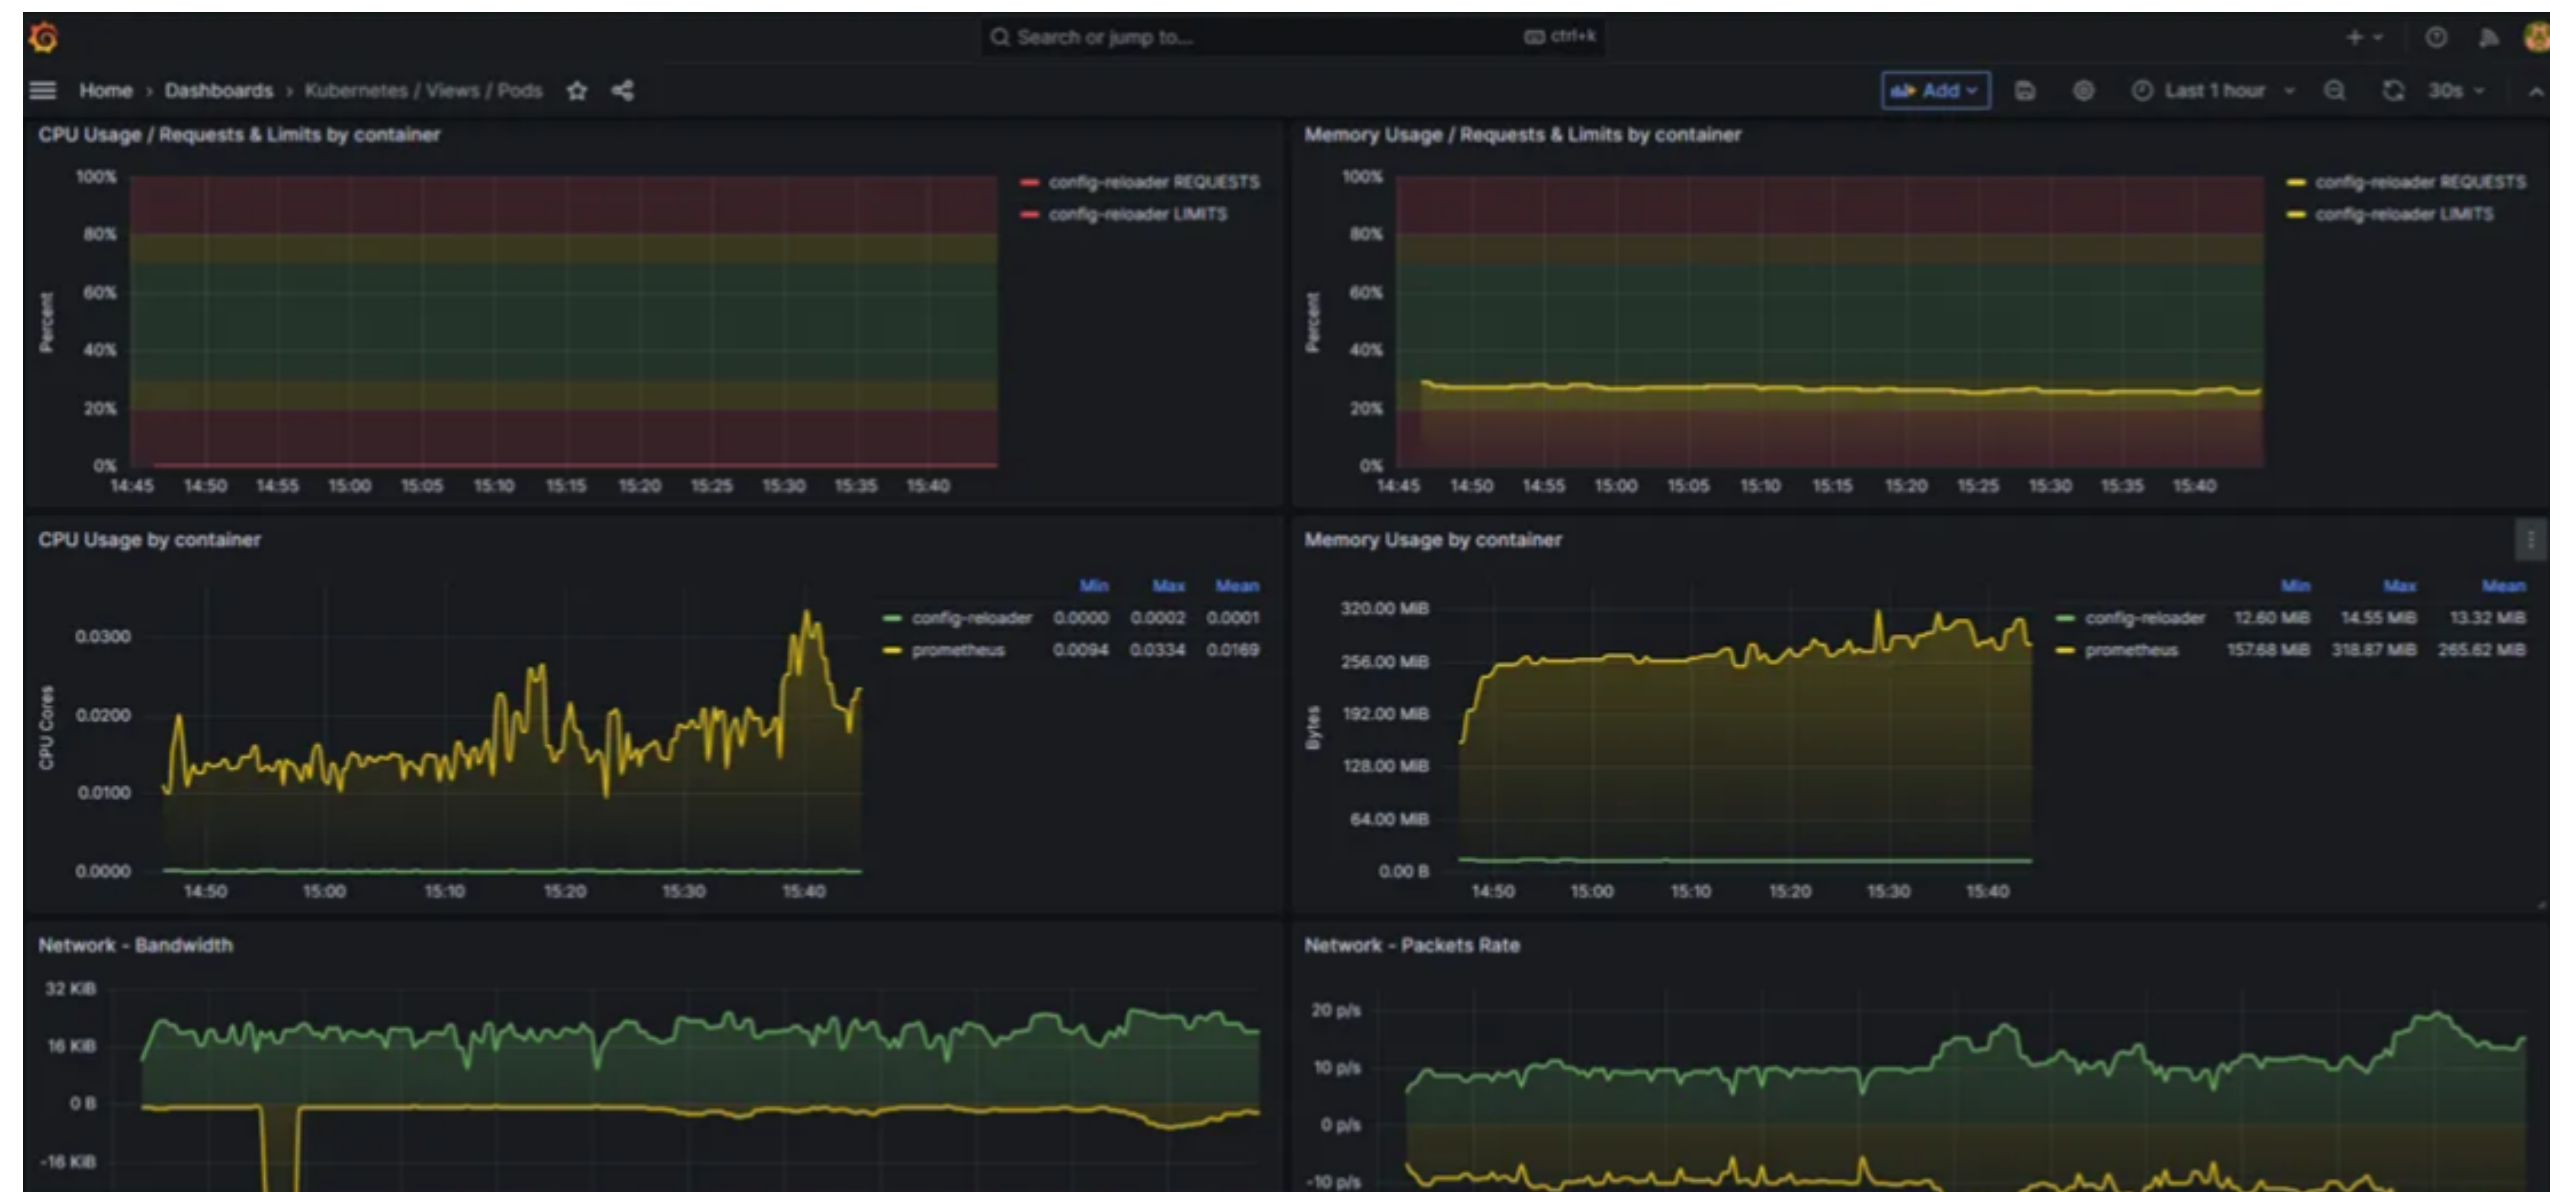 Search or jump to... ctrl+k
Home › Dashboards › Kubernetes / Views / Pods
Add Last 1 hour 30s
CPU Usage / Requests & Limits by container
100%
80%
60%
40%
20%
0%
Percent
14:45 14:50 14:55 15:00 15:05 15:10 15:15 15:20 15:25 15:30 15:35 15:40
config-reloader REQUESTS
config-reloader LIMITS
Memory Usage / Requests & Limits by container
100%
80%
60%
40%
20%
0%
Percent
14:45 14:50 14:55 15:00 15:05 15:10 15:15 15:20 15:25 15:30 15:35 15:40
config-reloader REQUESTS
config-reloader LIMITS
CPU Usage by container
0.0300
0.0200
0.0100
0.0000
CPU Cores
14:50 15:00 15:10 15:20 15:30 15:40
Min Max Mean
config-reloader 0.0000 0.0002 0.0001
prometheus 0.0094 0.0334 0.0169
Memory Usage by container
320.00 MiB
256.00 MiB
192.00 MiB
128.00 MiB
64.00 MiB
0.00 B
Bytes
14:50 15:00 15:10 15:20 15:30 15:40
Min Max Mean
config-reloader 12.60 MiB 14.55 MiB 13.32 MiB
prometheus 157.68 MiB 318.87 MiB 265.62 MiB
Network - Bandwidth
32 KiB
16 KiB
0 B
-16 KiB
Network - Packets Rate
20 p/s
10 p/s
0 p/s
-10 p/s